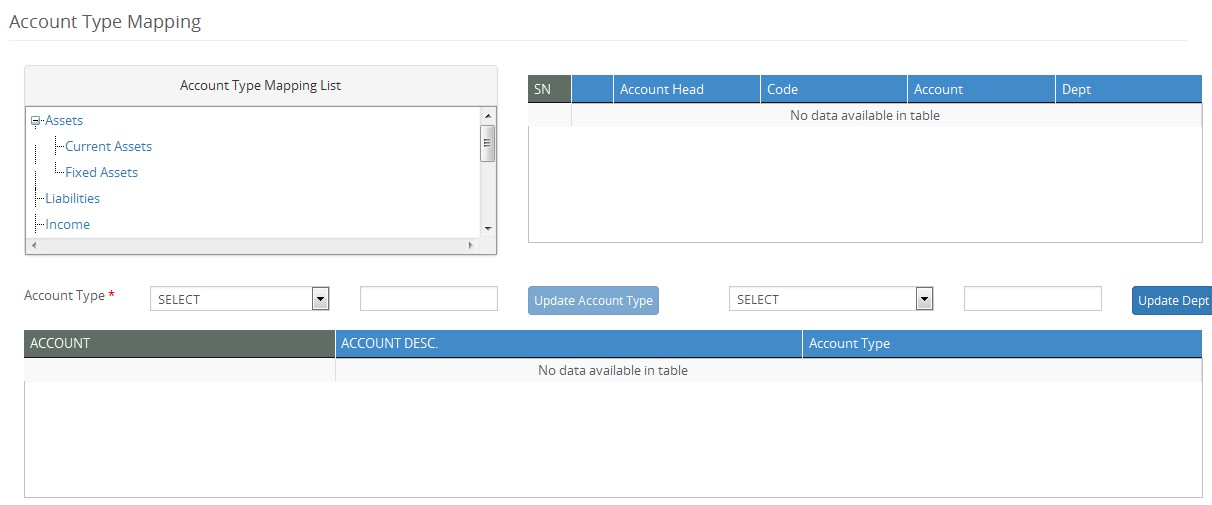 Account Type Mapping
Account Type Mapping List
Assets
Current Assets
Fixed Assets
Liabilities
Income
SN Account Head Code Account Dept
No data available in table
Account Type * SELECT Update Account Type SELECT Update Dept
ACCOUNT ACCOUNT DESC. Account Type
No data available in table